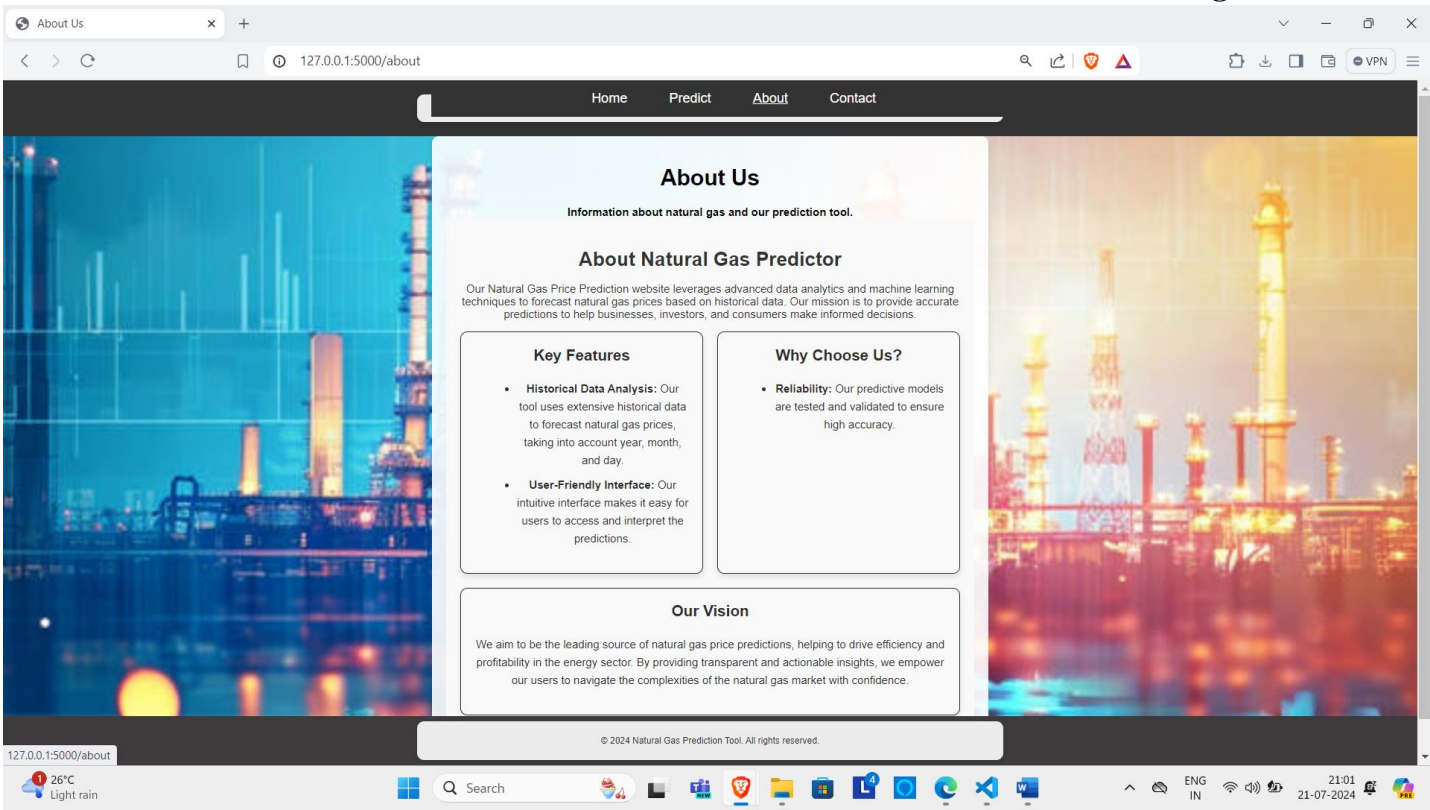 About Us
127.0.0.1:5000/about
VPN
Home Predict About Contact
About Us
Information about natural gas and our prediction tool.
About Natural Gas Predictor
Our Natural Gas Price Prediction website leverages advanced data analytics and machine learning
techniques to forecast natural gas prices based on historical data. Our mission is to provide accurate
predictions to help businesses, investors, and consumers make informed decisions.
Key Features
• Historical Data Analysis: Our
tool uses extensive historical data
to forecast natural gas prices,
taking into account year, month,
and day.
• User-Friendly Interface: Our
intuitive interface makes it easy for
users to access and interpret the
predictions.
Why Choose Us?
• Reliability: Our predictive models
are tested and validated to ensure
high accuracy.
Our Vision
We aim to be the leading source of natural gas price predictions, helping to drive efficiency and
profitability in the energy sector. By providing transparent and actionable insights, we empower
our users to navigate the complexities of the natural gas market with confidence.
© 2024 Natural Gas Prediction Tool. All rights reserved.
127.0.0.1:5000/about
1
26°C
Light rain
Search
NEW
4
ENG
IN
21:01
21-07-2024
PRE